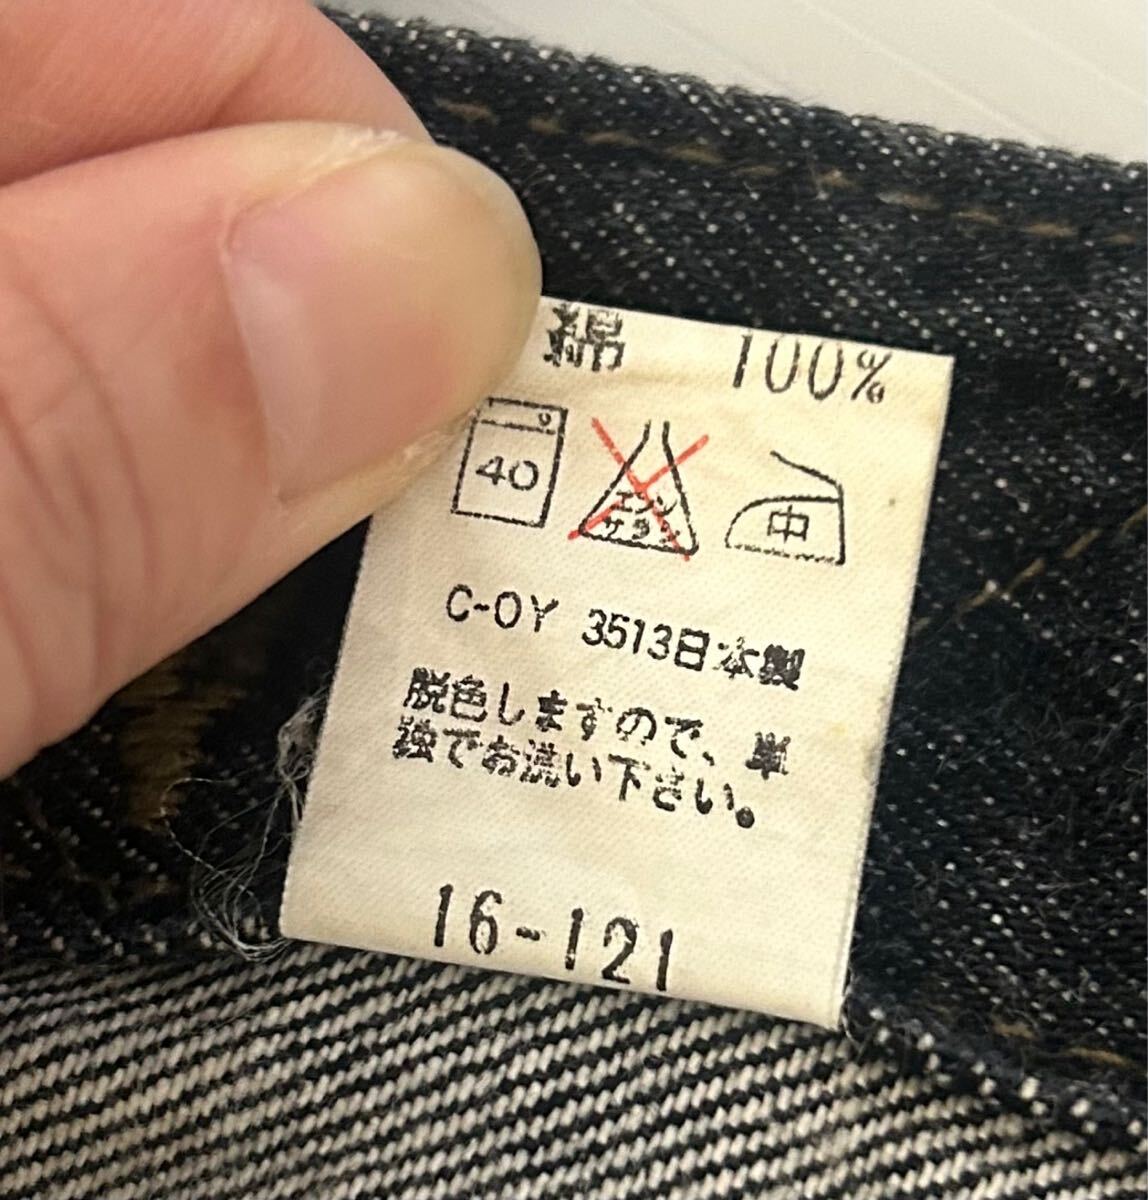 綿 100%
40
エンソ
サラシ
中
C-OY 3513日本製
脱色しますので、単
独でお洗い下さい。
16-121